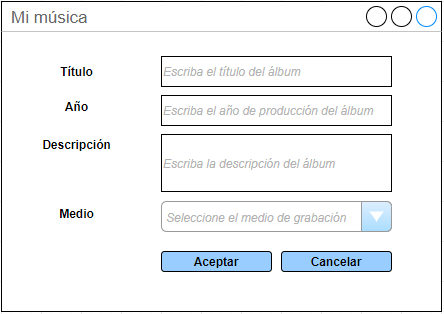 Mi música
Título
Escriba el título del álbum
Año
Escriba el año de producción del álbum
Descripción
Escriba la descripción del álbum
Medio
Seleccione el medio de grabación
Aceptar
Cancelar